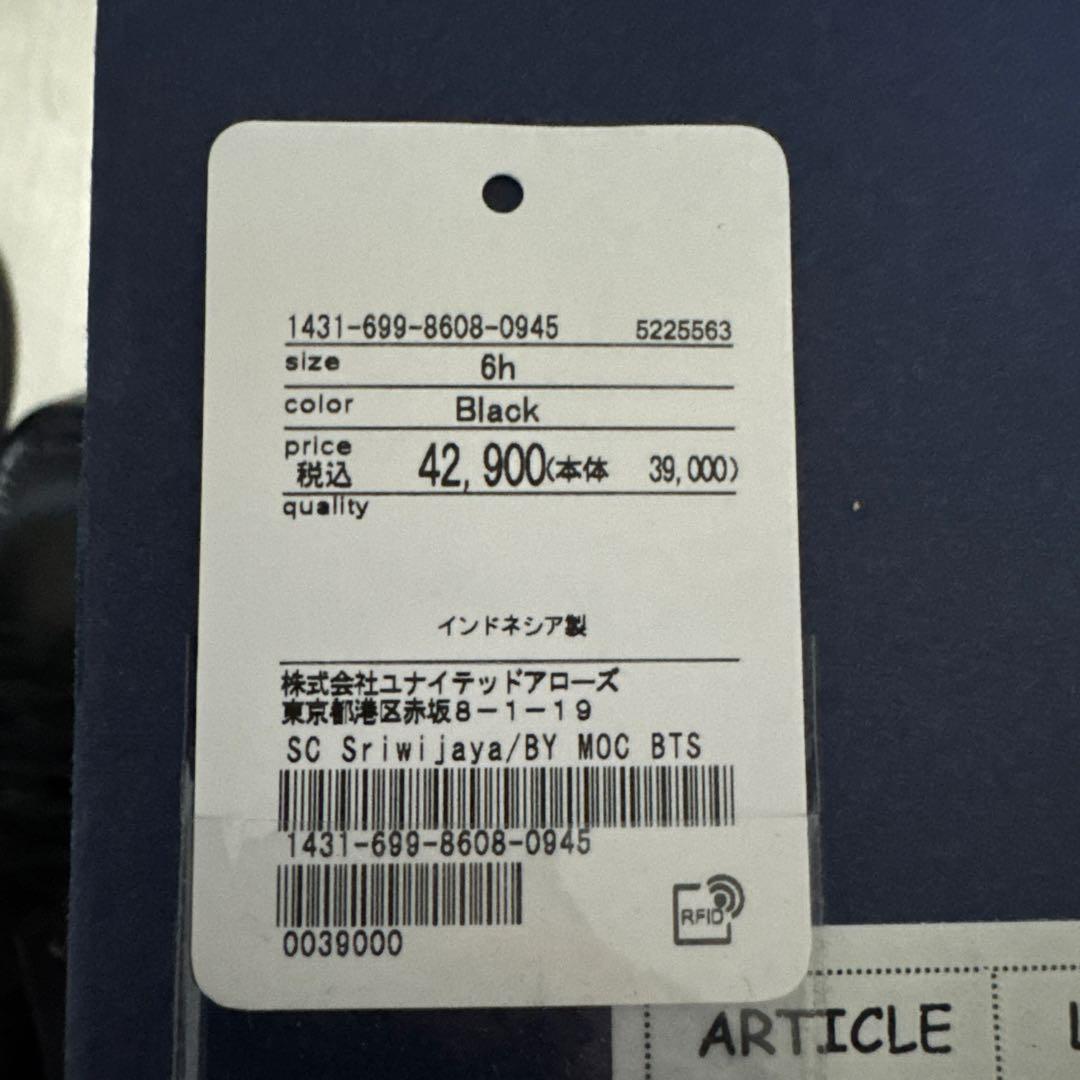 1431-699-8608-0945 5225563
size 6h
color Black
price
税込 42,900(本体 39,000)
quality
インドネシア製
株式会社ユナイテッドアローズ
東京都港区赤坂8-1-19
SC Sriwijaya/BY MOC BTS
1431-699-8608-0945
RFID
0039000
ARTICLE